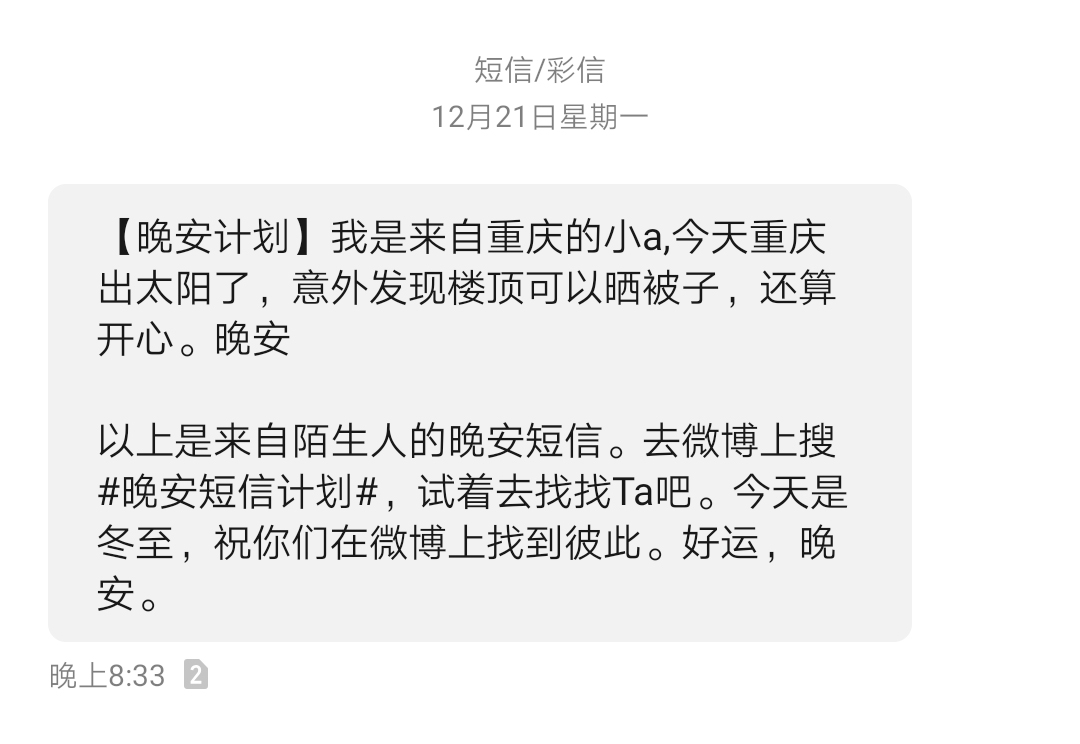 短信/彩信
12月21日星期一
【晚安计划】我是来自重庆的小a,今天重庆
出太阳了，意外发现楼顶可以晒被子，还算
开心。晚安
以上是来自陌生人的晚安短信。去微博上搜
#晚安短信计划#，试着去找找Ta吧。今天是
冬至，祝你们在微博上找到彼此。好运，晚
安。
晚上8:33 2